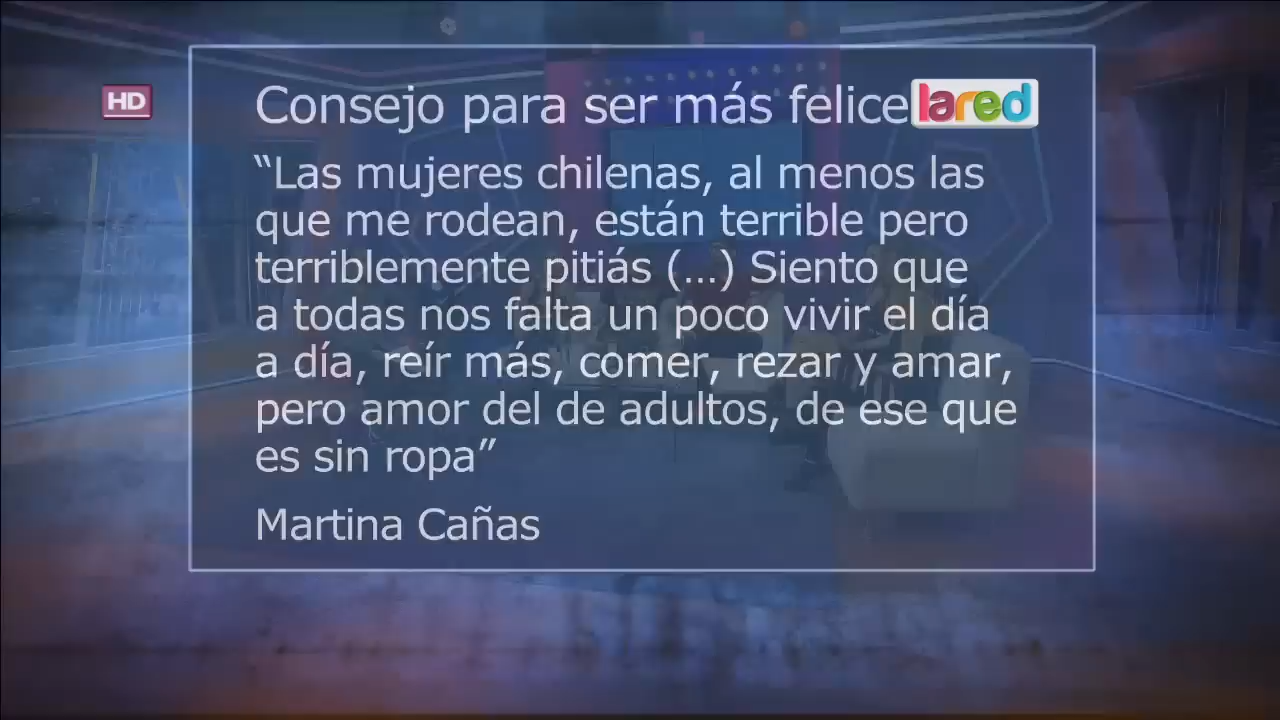 HD
Consejo para ser más felice
lared
“Las mujeres chilenas, al menos las
que me rodean, están terrible pero
terriblemente pitiás (...) Siento que
a todas nos falta un poco vivir el día
a día, reír más, comer, rezar y amar,
pero amor del de adultos, de ese que
es sin ropa”
Martina Cañas